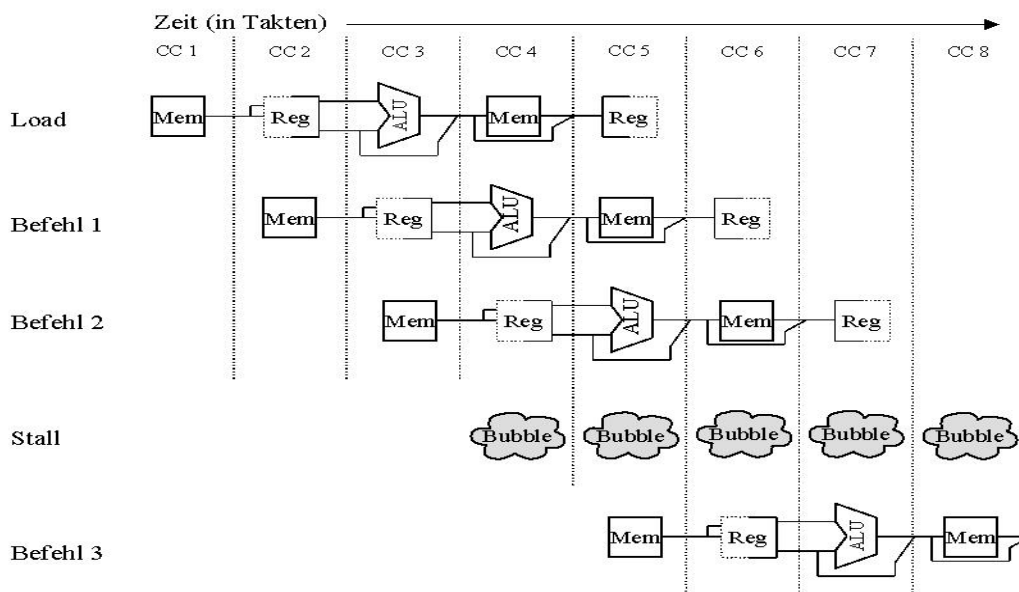 Zeit (in Takten)
CC 1 CC 2 CC 3 CC 4 CC 5 CC 6 CC 7 CC 8
Load Mem Reg ALU Mem Reg
Befehl 1 Mem Reg ALU Mem Reg
Befehl 2 Mem Reg ALU Mem Reg
Stall Bubble Bubble Bubble Bubble Bubble
Befehl 3 Mem Reg ALU Mem